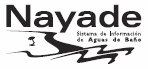 Nayade
Sistema de Información
de Aguas de Baño